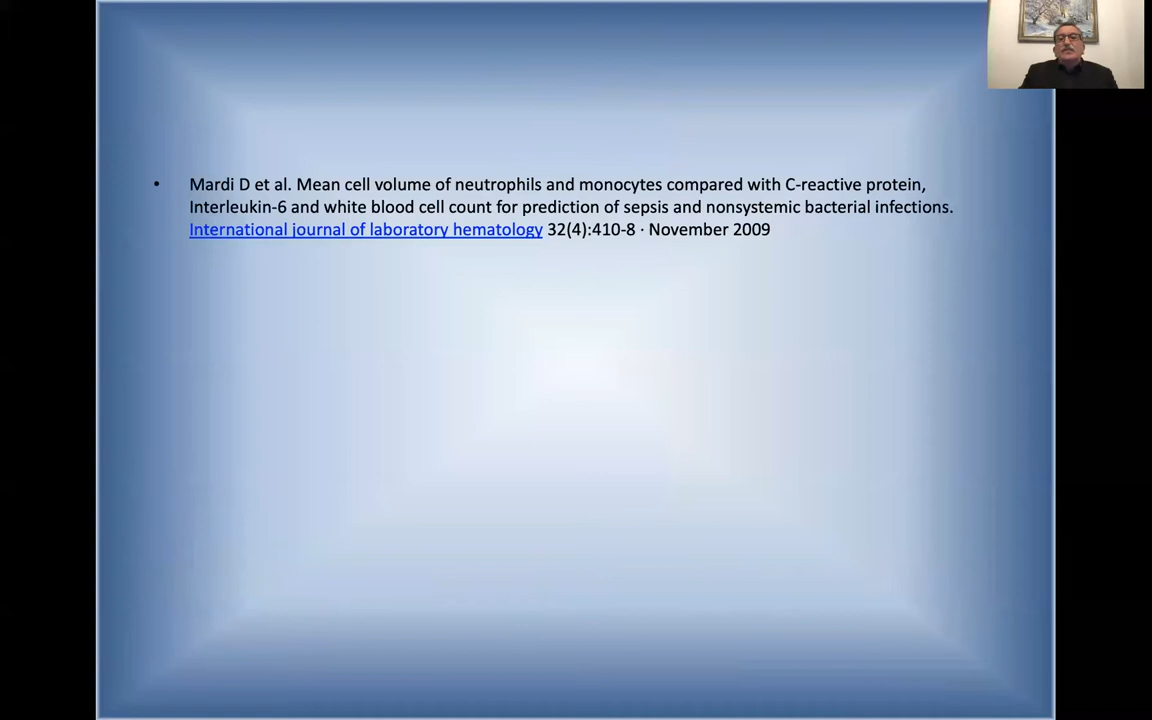 • Mardi D et al. Mean cell volume of neutrophils and monocytes compared with C-reactive protein,
Interleukin-6 and white blood cell count for prediction of sepsis and nonsystemic bacterial infections.
International journal of laboratory hematology 32(4):410-8 · November 2009